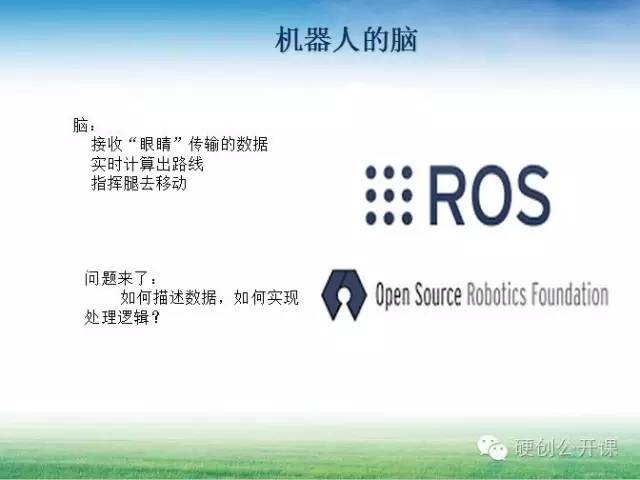 机器人的脑
脑：
接收“眼睛”传输的数据
实时计算出路线
指挥腿去移动
ROS
问题来了：
如何描述数据，如何实现
处理逻辑？
Open Source Robotics Foundation
硬创公开课